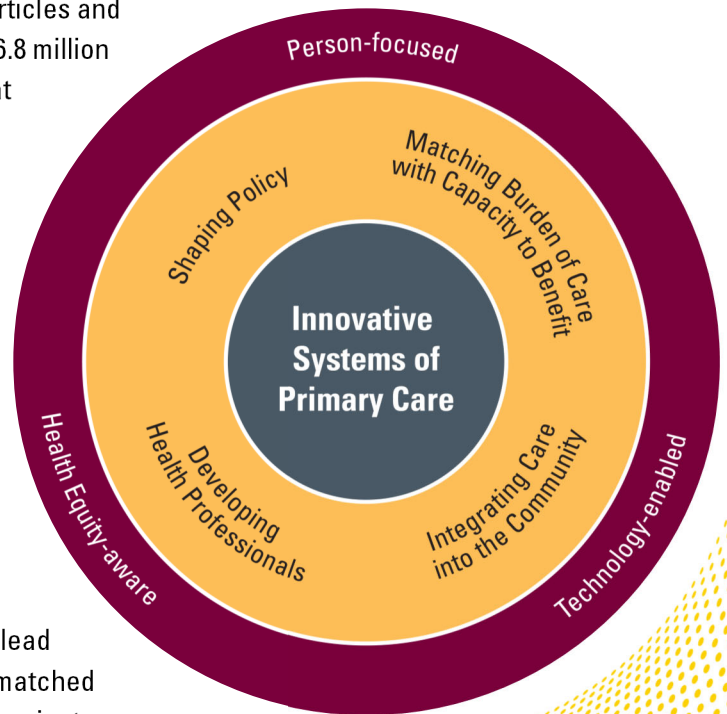 rticles and
6.8 million
Person-focused
Shaping Policy
Matching Burden of Care
with Capacity to Benefit
Innovative
Systems of
Primary Care
Health Equity-aware
Developing
Health Professionals
Integrating Care
into the Community
Technology-enabled
lead
matched